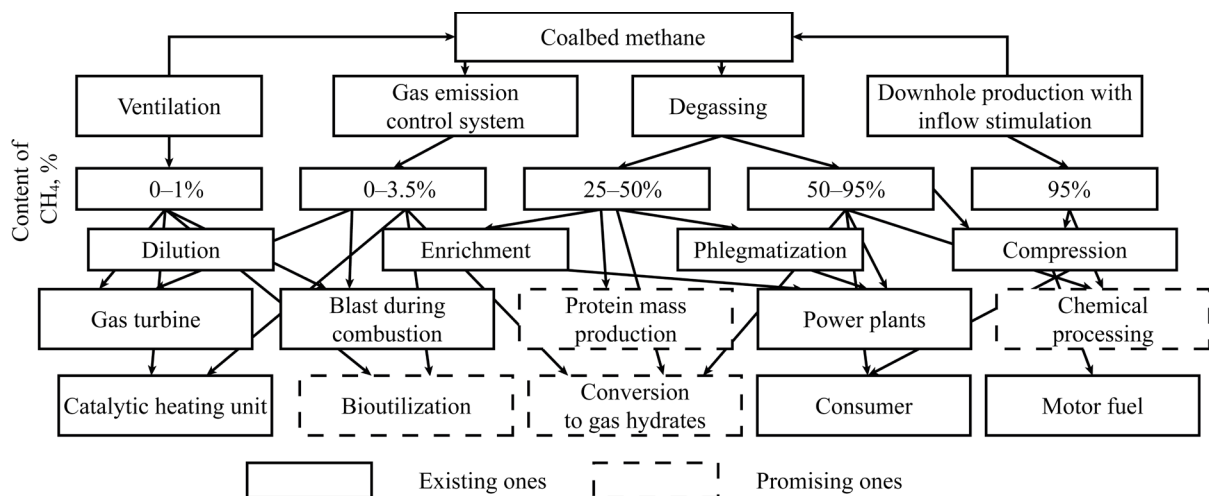 Coalbed methane
Ventilation
Gas emission
control system
Degassing
Downhole production with
inflow stimulation
Content of
CH₄, %
0–1%
0–3.5%
25–50%
50–95%
95%
Dilution
Enrichment
Phlegmatization
Compression
Gas turbine
Blast during
combustion
Protein mass
production
Power plants
Chemical
processing
Catalytic heating unit
Bioutilization
Conversion
to gas hydrates
Consumer
Motor fuel
Existing ones
Promising ones